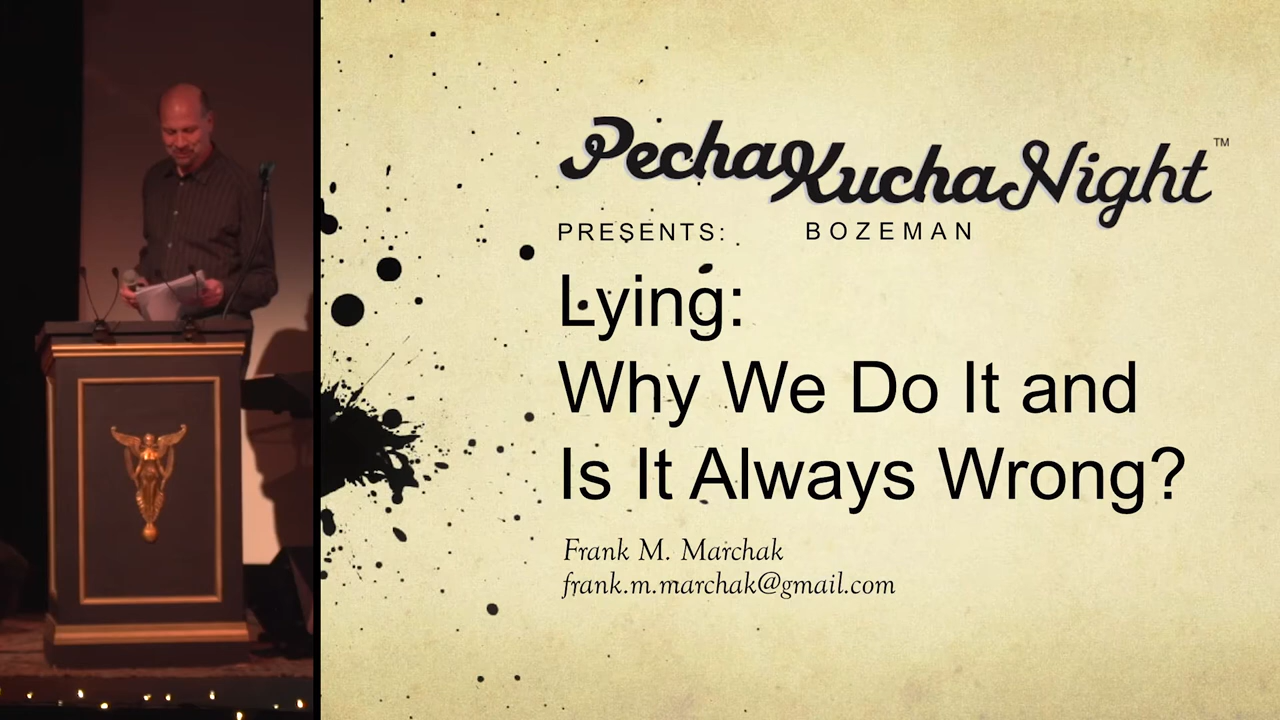 PechaKuchaNight™
PRESENTS: BOZEMAN
Lying:
Why We Do It and
Is It Always Wrong?
Frank M. Marchak
frank.m.marchak@gmail.com